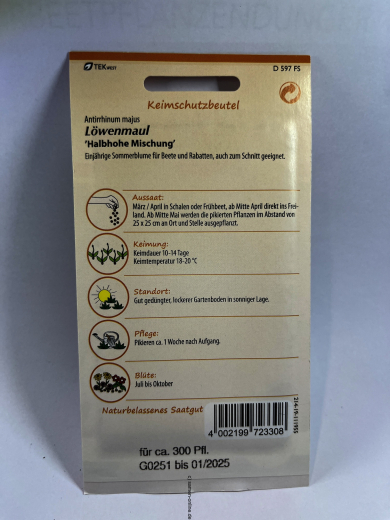 TEKWEIT
D 597 FS
Keimschutzbeutel
Antirrhinum majus
Löwenmaul
'Halbhohe Mischung'
Einjährige Sommerblume für Beete und Rabatten, auch zum Schnitt geeignet.
Aussaat:
März / April in Schalen oder Frühbeet, ab Mitte April direkt ins Frei-
land. Ab Mitte Mai werden die pikierten Pflanzen im Abstand von
25 x 25 cm an Ort und Stelle ausgepflanzt.
Keimung:
Keimdauer 10-14 Tage
Keimtemperatur 18-20 °C
Standort:
Gut gedüngter, lockerer Gartenboden in sonniger Lage.
Pflege:
Pikieren ca. 1 Woche nach Aufgang.
Blüte:
Juli bis Oktober
Naturbelassenes Saatgut
4 002199 723308
für ca. 300 Pfl.
G0251 bis 01/2025